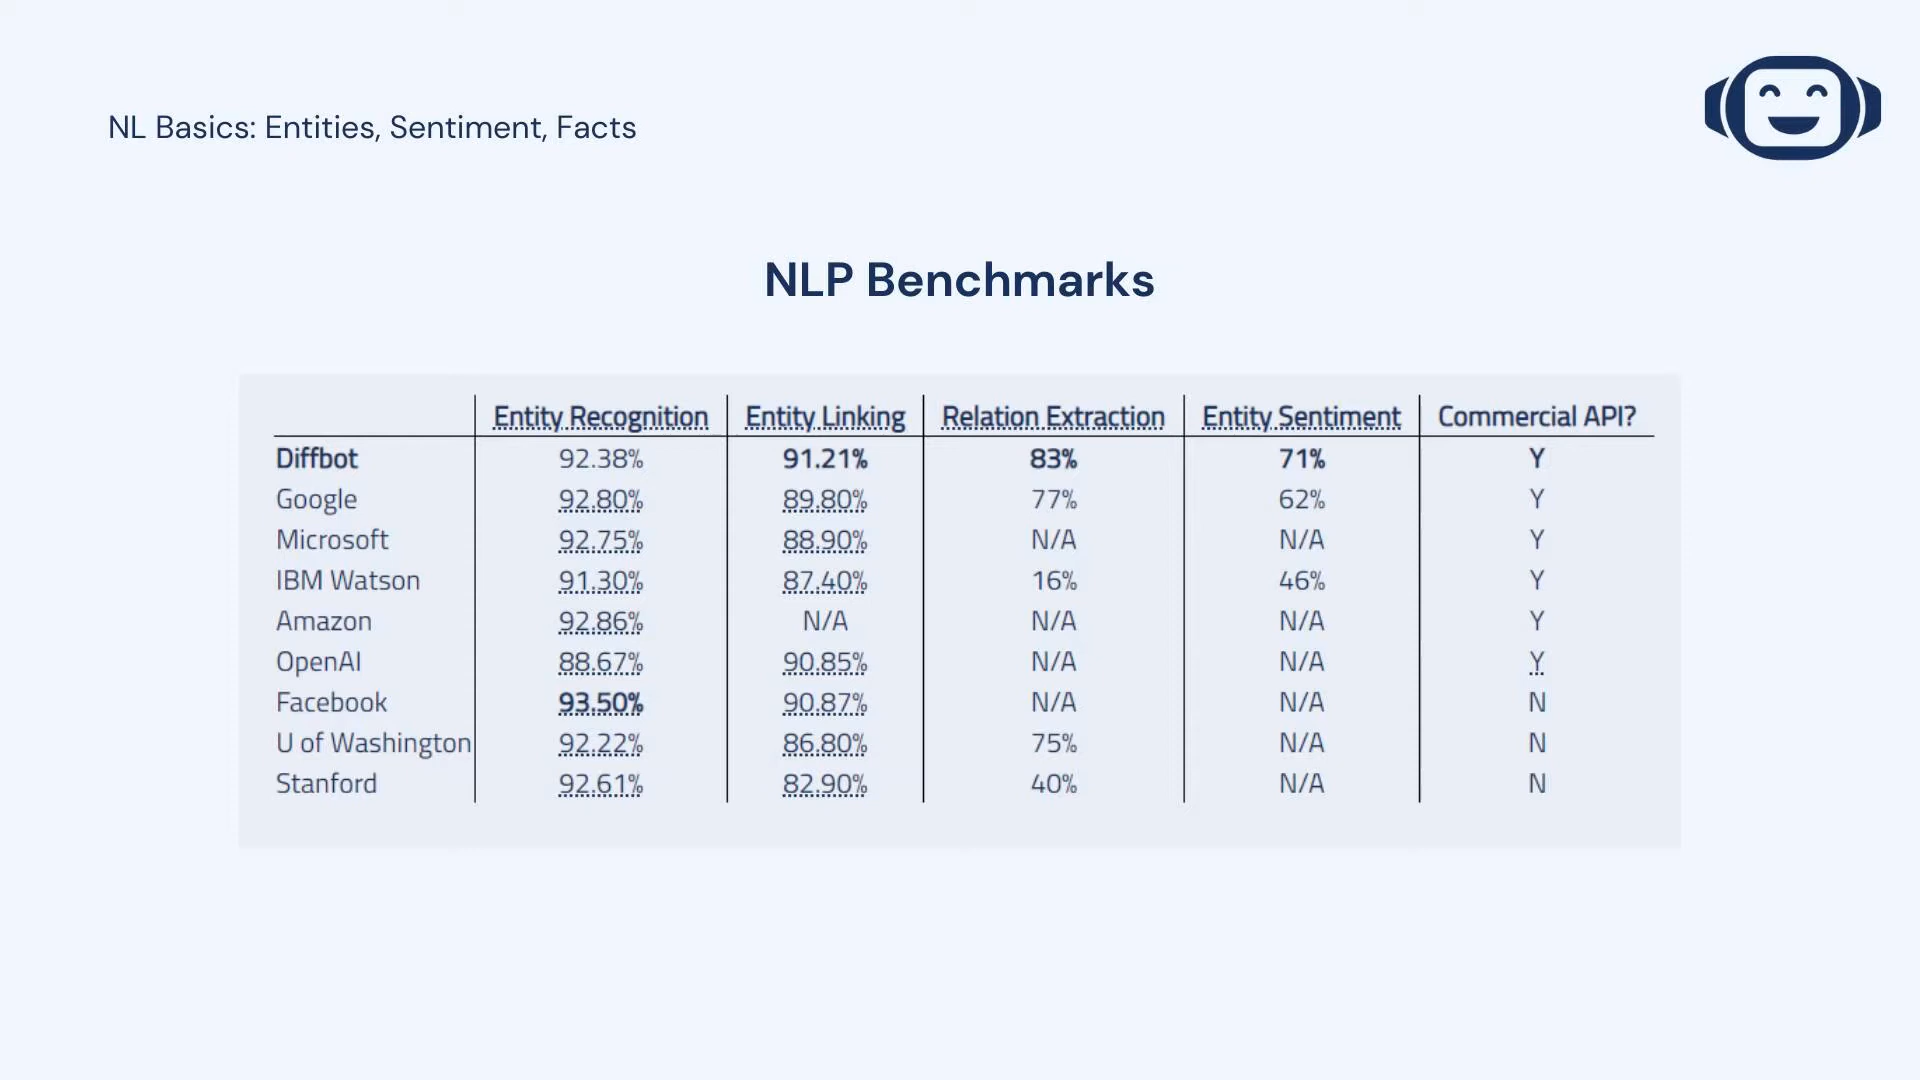 NL Basics: Entities, Sentiment, Facts
NLP Benchmarks
Entity Recognition Entity Linking Relation Extraction Entity Sentiment Commercial API?
Diffbot 92.38% 91.21% 83% 71% Y
Google 92.80% 89.80% 77% 62% Y
Microsoft 92.75% 88.90% N/A N/A Y
IBM Watson 91.30% 87.40% 16% 46% Y
Amazon 92.86% N/A N/A N/A Y
OpenAI 88.67% 90.85% N/A N/A Y
Facebook 93.50% 90.87% N/A N/A N
U of Washington 92.22% 86.80% 75% N/A N
Stanford 92.61% 82.90% 40% N/A N